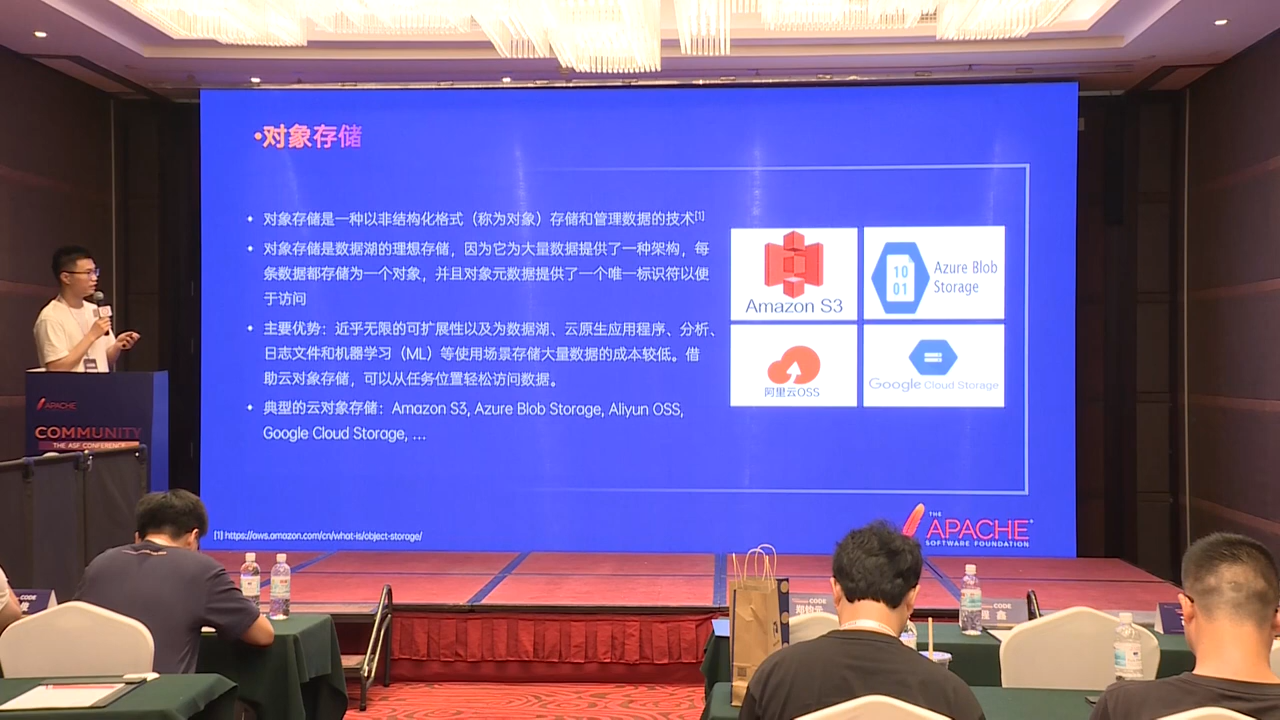 •对象存储
• 对象存储是一种以非结构化格式（称为对象）存储和管理数据的技术[1]
• 对象存储是数据湖的理想存储，因为它为大量数据提供了一种架构，每
条数据都存储为一个对象，并且对象元数据提供了一个唯一标识符以便
于访问
• 主要优势：近乎无限的可扩展性以及为数据湖、云原生应用程序、分析、
日志文件和机器学习（ML）等使用场景存储大量数据的成本较低。借
助云对象存储，可以从任务位置轻松访问数据。
• 典型的云对象存储：Amazon S3, Azure Blob Storage, Aliyun OSS,
Google Cloud Storage, …
Amazon S3
10
01
Azure Blob
Storage
阿里云OSS
Google Cloud Storage
[1] https://aws.amazon.com/cn/what-is/object-storage/
THE
APACHE
SOFTWARE FOUNDATION
APACHE
COMMUNITY
THE ASF CONFERENCE
CODE
CODE
CODE
鑫